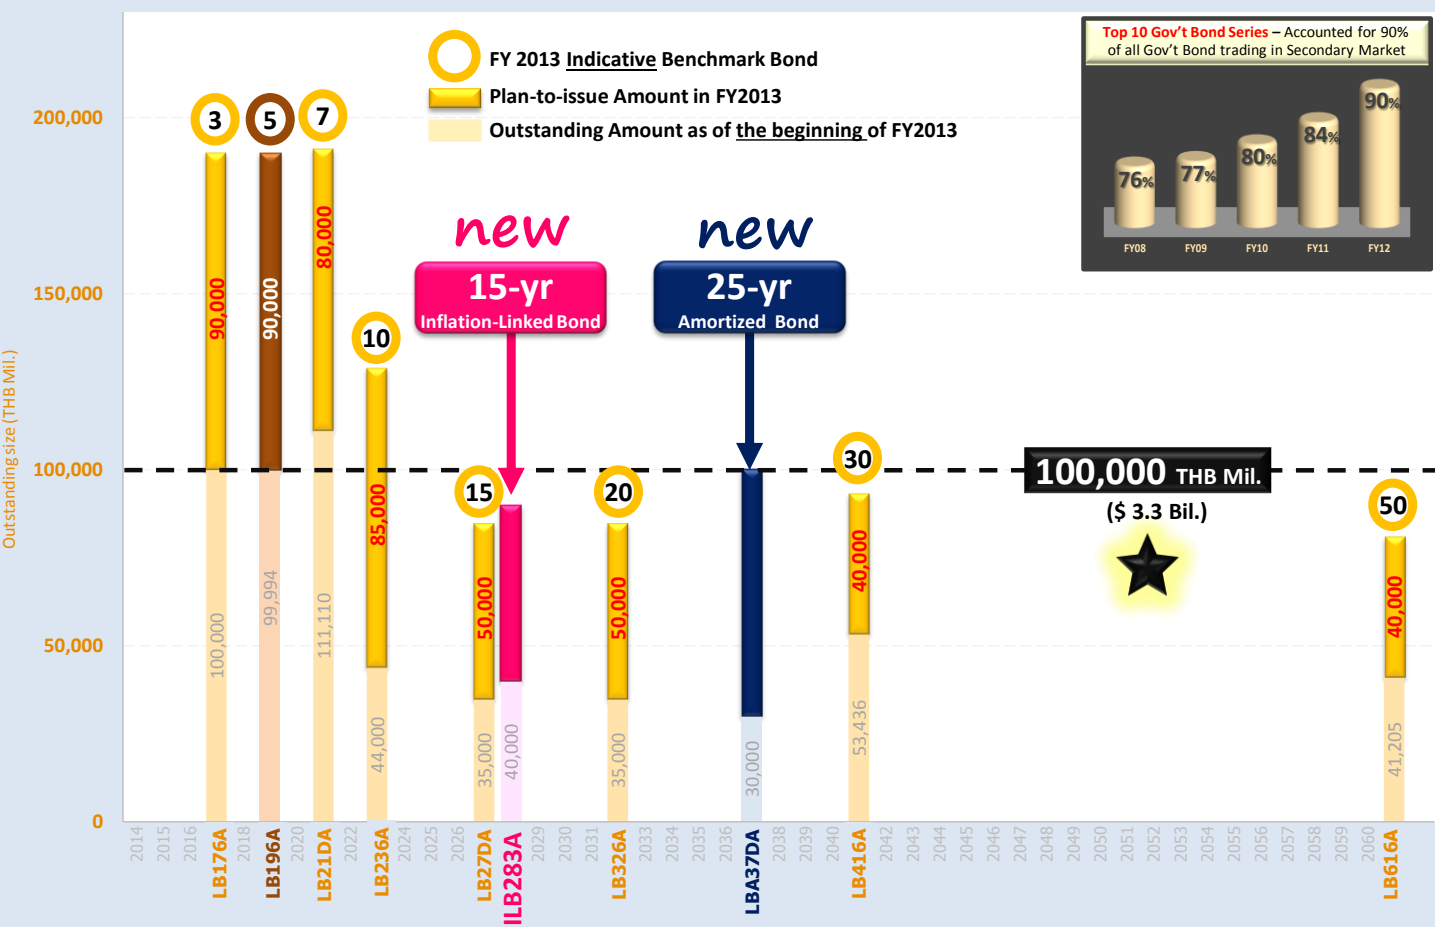 Top 10 Gov't Bond Series – Accounted for 90%
of all Gov't Bond trading in Secondary Market
90%
84%
80%
77%
76%
FY08 FY09 FY10 FY11 FY12
FY 2013 Indicative Benchmark Bond
Plan-to-issue Amount in FY2013
Outstanding Amount as of the beginning of FY2013
Outstanding size (THB Mil.)
200,000
150,000
100,000
50,000
0
3
5
7
10
15
20
30
50
new
15-yr
Inflation-Linked Bond
new
25-yr
Amortized Bond
100,000 THB Mil.
($ 3.3 Bil.)
90,000
90,000
80,000
85,000
50,000
50,000
40,000
40,000
100,000
99,994
111,110
44,000
35,000
40,000
35,000
30,000
53,436
41,205
2014
2015
2016
LB176A
2018
LB196A
2020
LB21DA
2022
LB236A
2024
2025
2026
LB27DA
ILB283A
2029
2030
2031
LB326A
2033
2034
2035
2036
LBA37DA
2038
2039
2040
LB416A
2042
2043
2044
2045
2046
2047
2048
2049
2050
2051
2052
2053
2054
2055
2056
2057
2058
2059
2060
LB616A